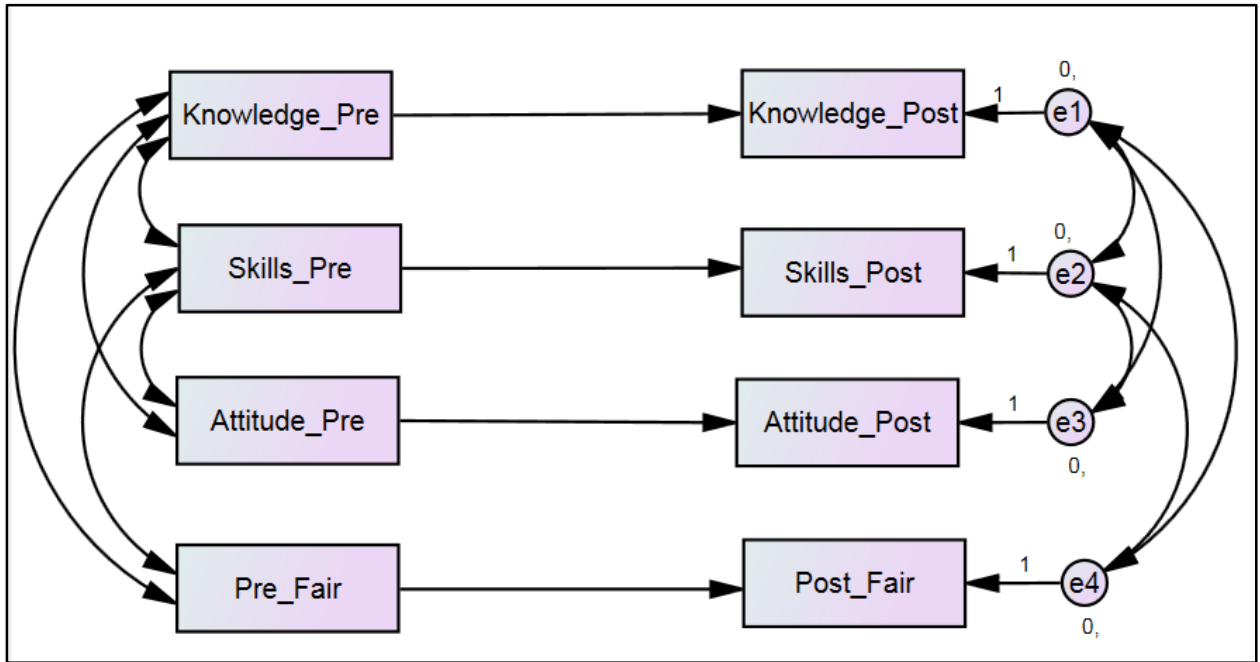 0,
Knowledge_Pre
Knowledge_Post
1
e1
0,
Skills_Pre
Skills_Post
1
e2
Attitude_Pre
Attitude_Post
1
e3
0,
Pre_Fair
Post_Fair
1
e4
0,